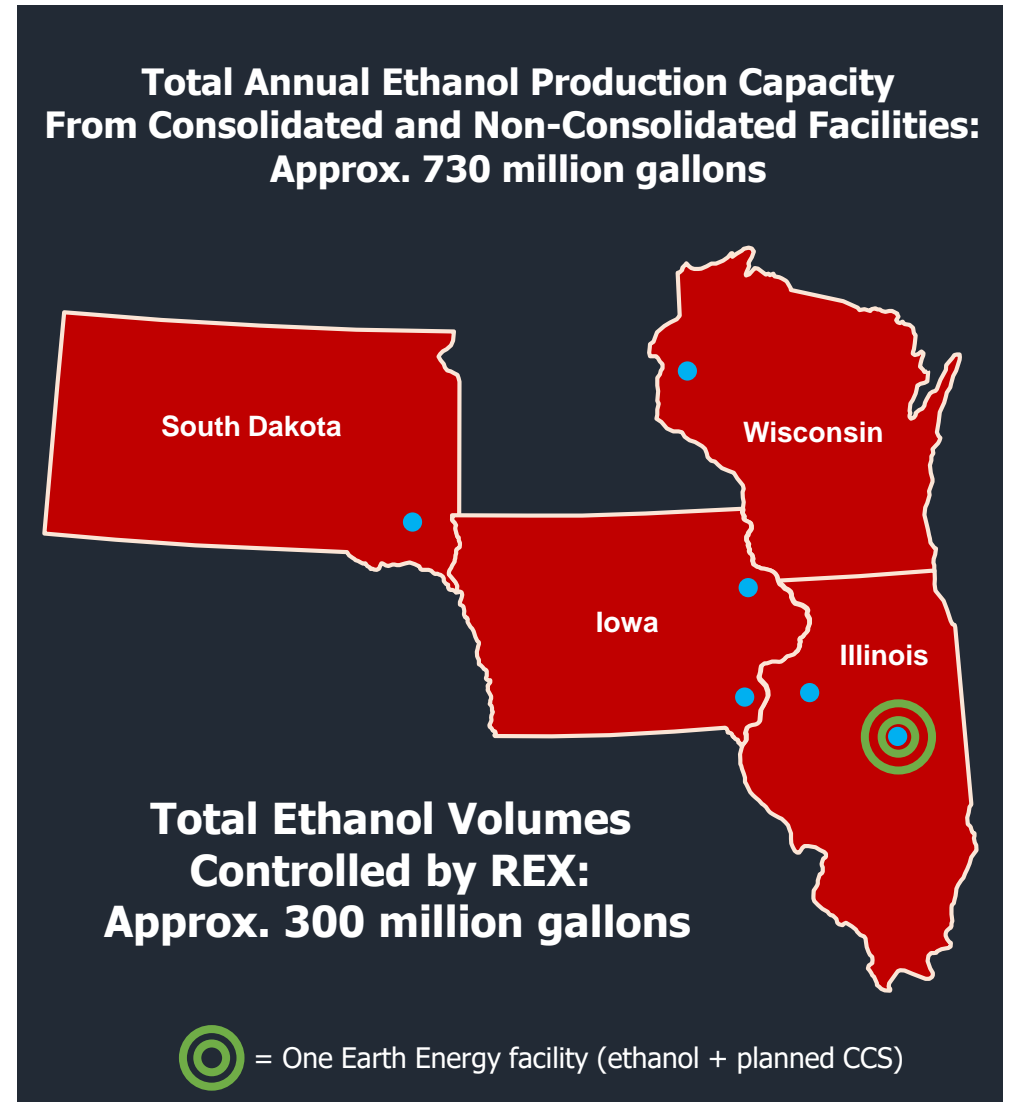 Total Annual Ethanol Production Capacity
From Consolidated and Non-Consolidated Facilities:
Approx. 730 million gallons
South Dakota
Wisconsin
Iowa
Illinois
Total Ethanol Volumes
Controlled by REX:
Approx. 300 million gallons
= One Earth Energy facility (ethanol + planned CCS)